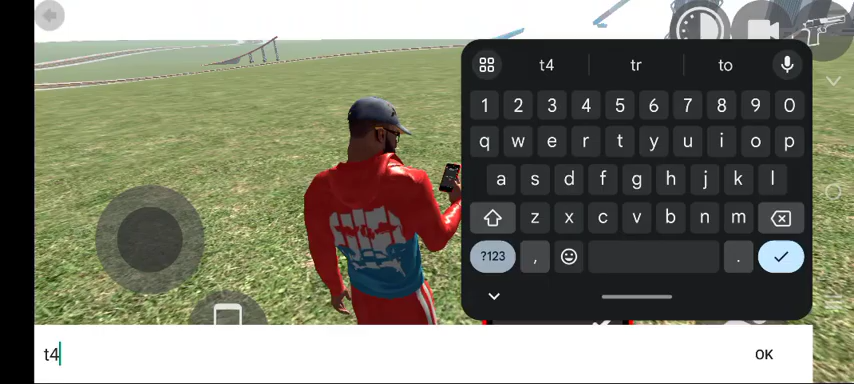 t4 tr to
1 2 3 4 5 6 7 8 9 0
q w e r t y u i o p
a s d f g h j k l
z x c v b n m
?123 , .
t4 OK